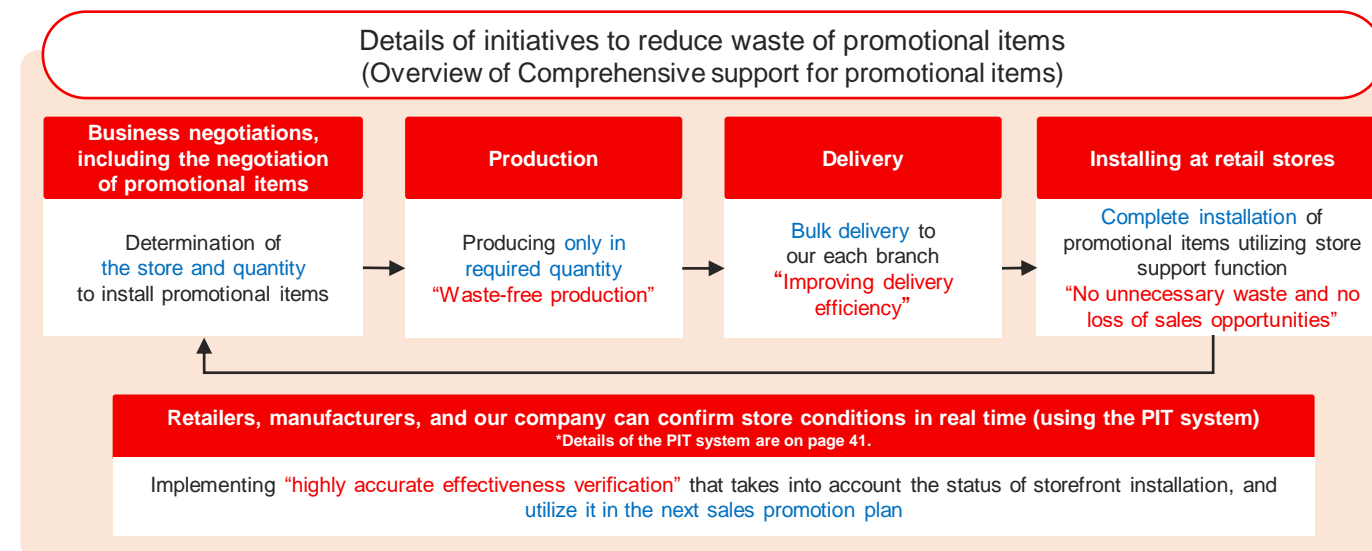 Details of initiatives to reduce waste of promotional items
(Overview of Comprehensive support for promotional items)
Business negotiations,
including the negotiation
of promotional items
Determination of
the store and quantity
to install promotional items
Production
Producing only in
required quantity
“Waste-free production”
Delivery
Bulk delivery to
our each branch
“Improving delivery
efficiency”
Installing at retail stores
Complete installation of
promotional items utilizing store
support function
“No unnecessary waste and no
loss of sales opportunities”
Retailers, manufacturers, and our company can confirm store conditions in real time (using the PIT system)
*Details of the PIT system are on page 41.
Implementing “highly accurate effectiveness verification” that takes into account the status of storefront installation, and
utilize it in the next sales promotion plan